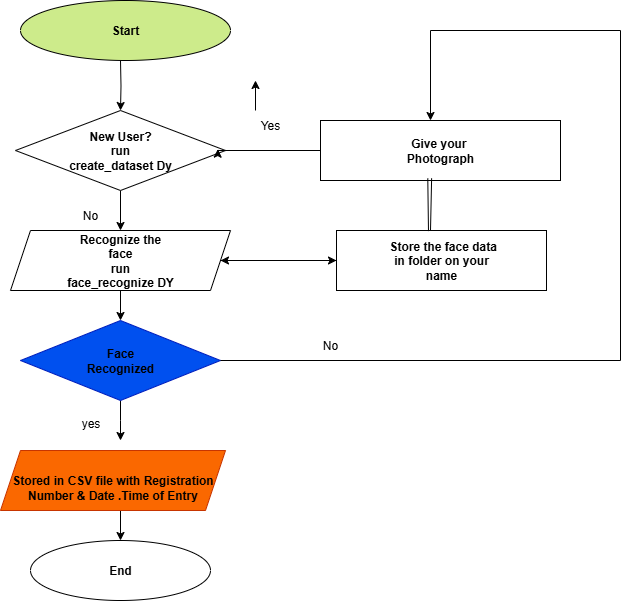 Start
Yes
New User?
run
create_dataset Dy
Give your
Photograph
No
Recognize the
face
run
face_recognize DY
Store the face data
in folder on your
name
No
Face
Recognized
yes
Stored in CSV file with Registration
Number & Date .Time of Entry
End